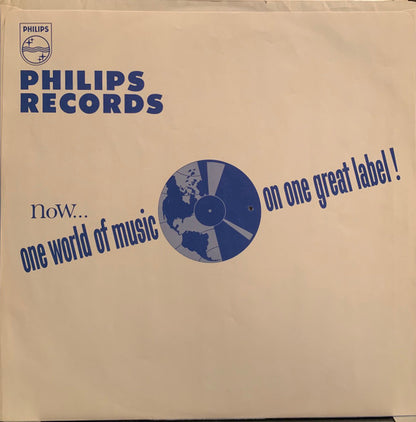 PHILIPS
PHILIPS
RECORDS
now...
one world of music on one great label!